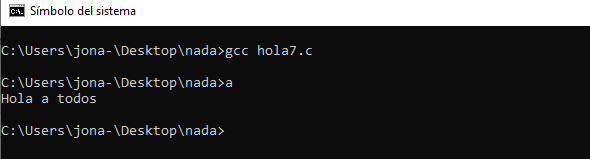 Símbolo del sistema
C:\Users\jona-\Desktop\nada>gcc hola7.c
C:\Users\jona-\Desktop\nada>a
Hola a todos
C:\Users\jona-\Desktop\nada>